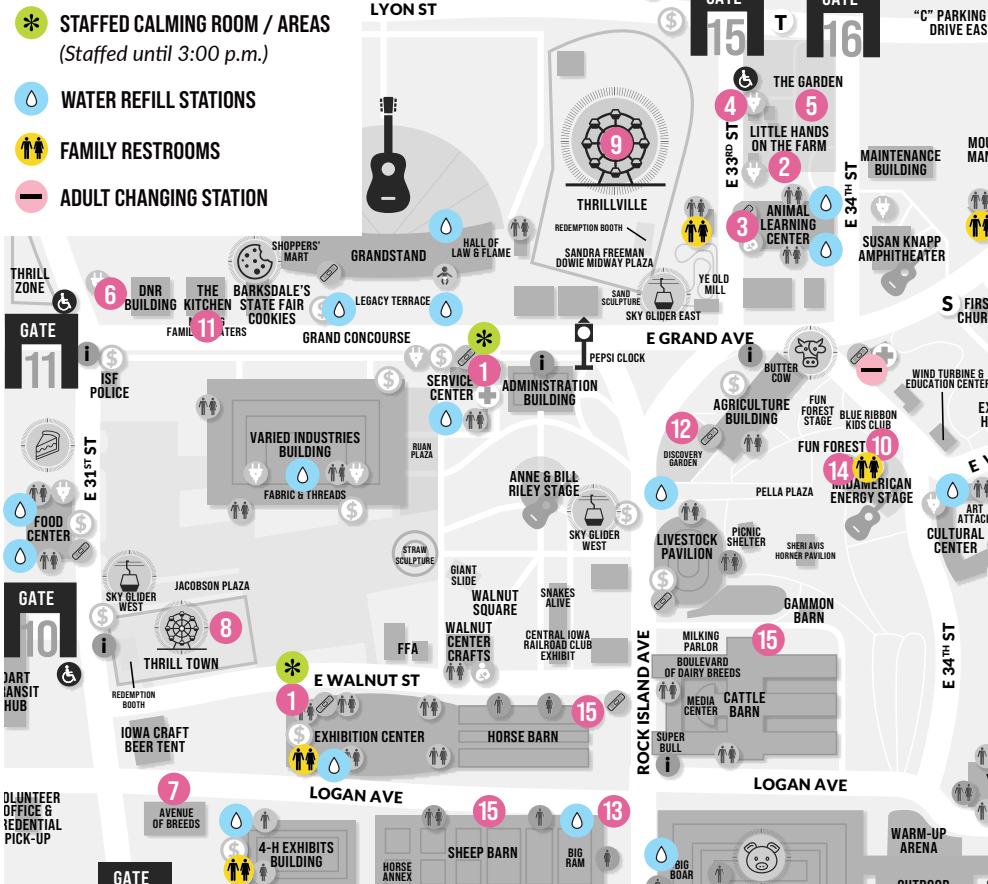 STAFFED CALMING ROOM / AREAS
(Staffed until 3:00 p.m.)
WATER REFILL STATIONS
FAMILY RESTROOMS
ADULT CHANGING STATION
LYON ST
GATE
15
T
GATE
16
"C" PARKING
DRIVE EAS
THE GARDEN
4
5
E 33RD ST
LITTLE HANDS
ON THE FARM
2
E 34TH ST
MAINTENANCE
BUILDING
9
THRILLVILLE
REDEMPTION BOOTH
SANDRA FREEMAN
DOWIE MIDWAY PLAZA
3
ANIMAL
LEARNING
CENTER
SUSAN KNAPP
AMPHITHEATER
SHOPPERS'
MART
GRANDSTAND
HALL OF
LAW & FLAME
THRILL
ZONE
6
DNR
BUILDING
THE
KITCHEN
11
BARKSDALE'S
STATE FAIR
COOKIES
LEGACY TERRACE
SAND
SCULPTURE
YE OLD
MILL
SKY GLIDER EAST
S
GRAND CONCOURSE
E GRAND AVE
GATE
11
i
$
ISF
POLICE
1
SERVICE
CENTER
i
ADMINISTRATION
BUILDING
PEPSI CLOCK
i
BUTTER
COW
WIND TURBINE &
EDUCATION CENTER
AGRICULTURE
BUILDING
FUN
FOREST
STAGE
BLUE RIBBON
KIDS CLUB
12
DISCOVERY
GARDEN
FUN FOREST
10
14
MIDAMERICAN
ENERGY STAGE
PELLA PLAZA
E 31ST ST
VARIED INDUSTRIES
BUILDING
FABRIC & THREADS
RUAN
PLAZA
ANNE & BILL
RILEY STAGE
SKY GLIDER
WEST
FOOD
CENTER
ART
CULTURAL
CENTER
LIVESTOCK
PAVILION
PICNIC
SHELTER
SHERI AVIS
HORNER PAVILION
STRAW
SCULPTURE
SKY GLIDER
WEST
JACOBSON PLAZA
GIANT
SLIDE
WALNUT
SQUARE
SNAKES
ALIVE
GATE
10
i
8
THRILL TOWN
REDEMPTION
BOOTH
FFA
WALNUT
CENTER
CRAFTS
CENTRAL IOWA
RAILROAD CLUB
EXHIBIT
GAMMON
BARN
E 34TH ST
HUB
E WALNUT ST
1
ROCK ISLAND AVE
MILKING
PARLOR
15
BOULEVARD
OF DAIRY BREEDS
MEDIA
CENTER
CATTLE
BARN
SUPER
BULL
i
IOWA CRAFT
BEER TENT
EXHIBITION CENTER
HORSE BARN
15
LOGAN AVE
LOGAN AVE
OFFICE &
PICK-UP
7
AVENUE
OF BREEDS
4-H EXHIBITS
BUILDING
15
HORSE
ANNEX
SHEEP BARN
13
BIG
RAM
BIG
BOAR
WARM-UP
ARENA
GATE